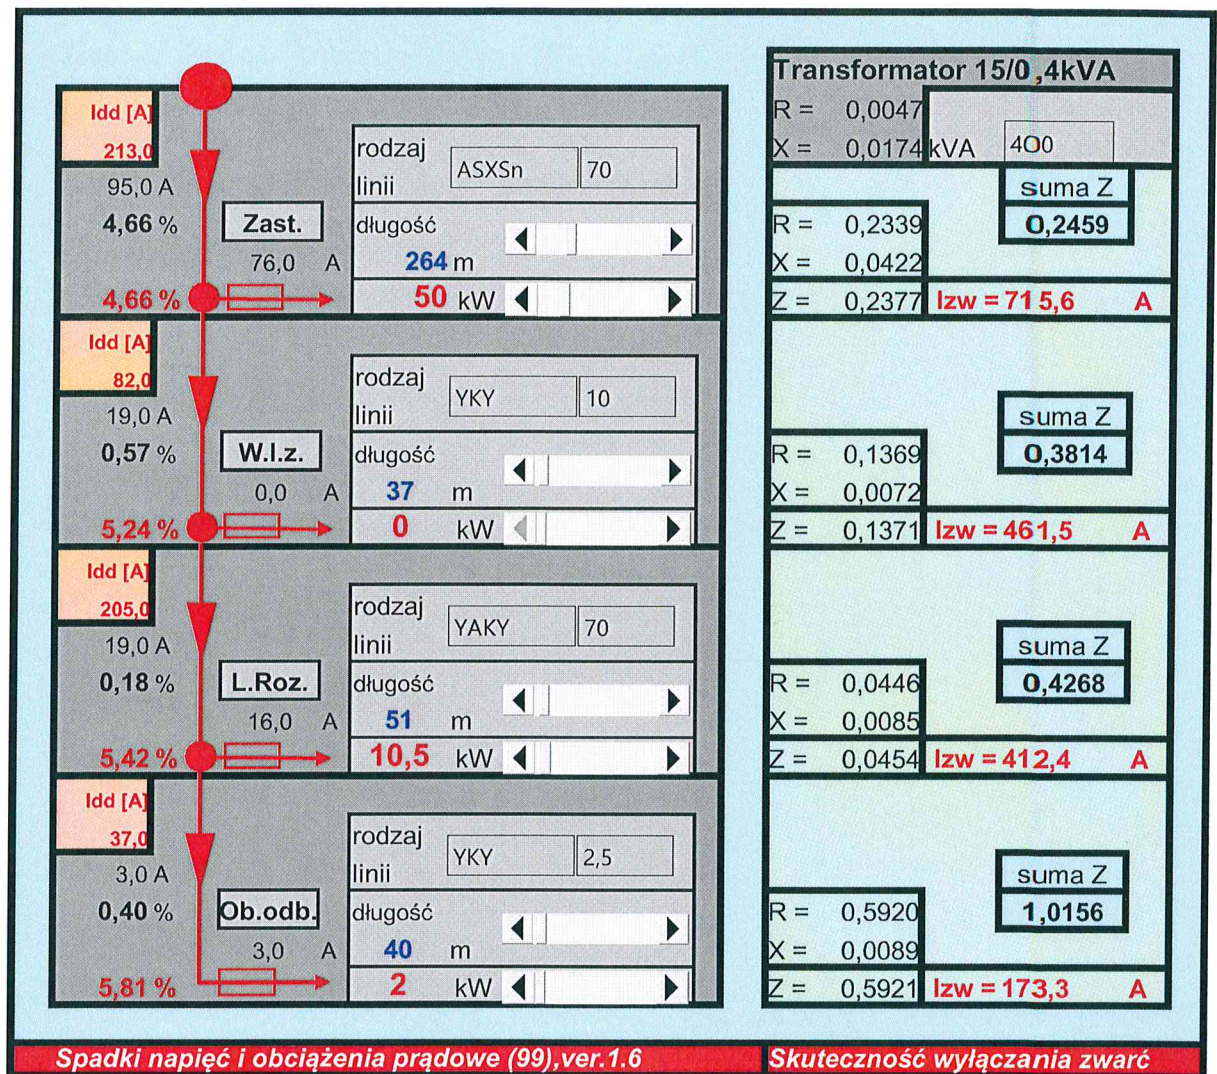 Idd [A]
213,0
95,0 A
4,66 %
Zast.
76,0 A
4,66 %
rodzaj
linii
ASXSn 70
długość
264 m
50 kW
Idd [A]
82,0
19,0 A
0,57 %
W.l.z.
0,0 A
5,24 %
rodzaj
linii
YKY 10
długość
37 m
0 kW
Idd [A]
205,0
19,0 A
0,18 %
L.Roz.
16,0 A
5,42 %
rodzaj
linii
YAKY 70
długość
51 m
10,5 kW
Idd [A]
37,0
3,0 A
0,40 %
Ob.odb.
3,0 A
5,81 %
rodzaj
linii
YKY 2,5
długość
40 m
2 kW
Spadki napięć i obciążenia prądowe (99),ver.1.6
Transformator 15/0,4kVA
R = 0,0047
X = 0,0174 kVA 400
suma Z
0,2459
R = 0,2339
X = 0,0422
Z = 0,2377 Izw = 715,6 A
suma Z
0,3814
R = 0,1369
X = 0,0072
Z = 0,1371 Izw = 461,5 A
suma Z
0,4268
R = 0,0446
X = 0,0085
Z = 0,0454 Izw = 412,4 A
suma Z
1,0156
R = 0,5920
X = 0,0089
Z = 0,5921 Izw = 173,3 A
Skuteczność wyłączania zwarć